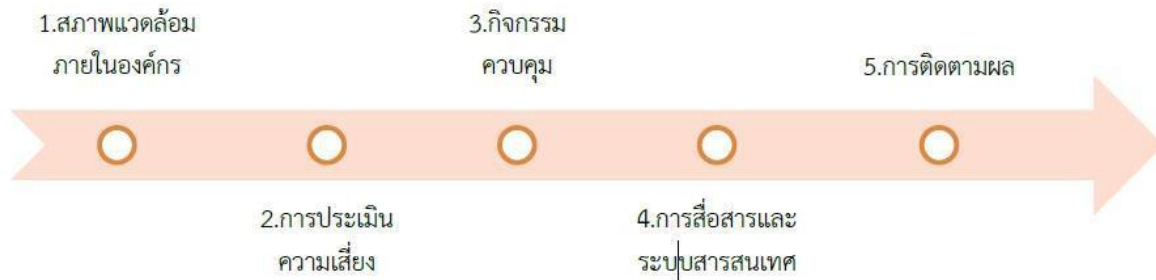 1.สภาพแวดล้อม
ภายในองค์กร
2.การประเมิน
ความเสี่ยง
3.กิจกรรม
ควบคุม
4.การสื่อสารและ
ระบบสารสนเทศ
5.การติดตามผล